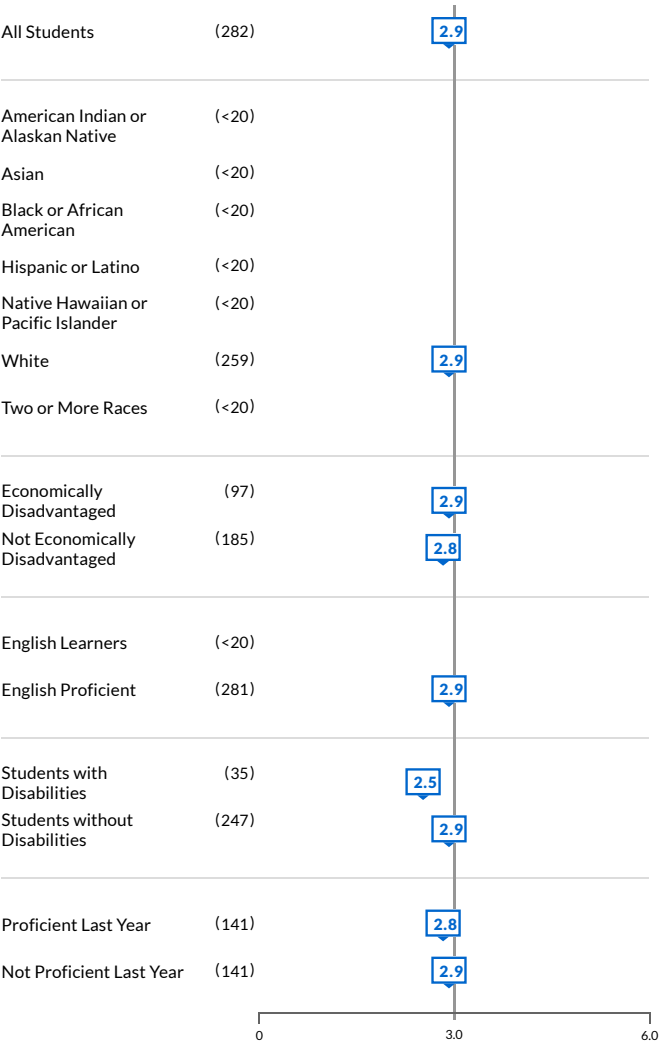 All Students (282) 2.9
American Indian or (<20)
Alaskan Native
Asian (<20)
Black or African (<20)
American
Hispanic or Latino (<20)
Native Hawaiian or (<20)
Pacific Islander
White (259) 2.9
Two or More Races (<20)
Economically (97) 2.9
Disadvantaged
Not Economically (185) 2.8
Disadvantaged
English Learners (<20)
English Proficient (281) 2.9
Students with (35) 2.5
Disabilities
Students without (247) 2.9
Disabilities
Proficient Last Year (141) 2.8
Not Proficient Last Year (141) 2.9
0 3.0 6.0